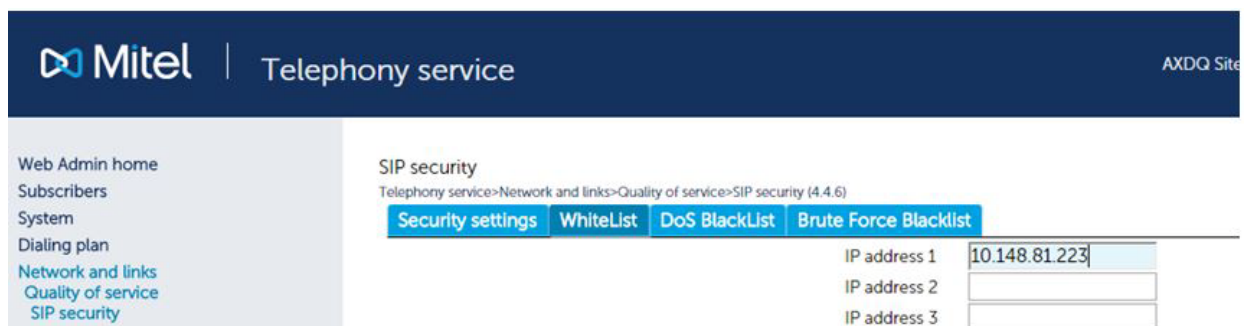 Mitel | Telephony service
AXDQ Site
Web Admin home
Subscribers
System
Dialing plan
Network and links
Quality of service
SIP security
SIP security
Telephony service>Network and links>Quality of service>SIP security (4.4.6)
Security settings WhiteList DoS BlackList Brute Force Blacklist
IP address 1 10.148.81.223
IP address 2
IP address 3